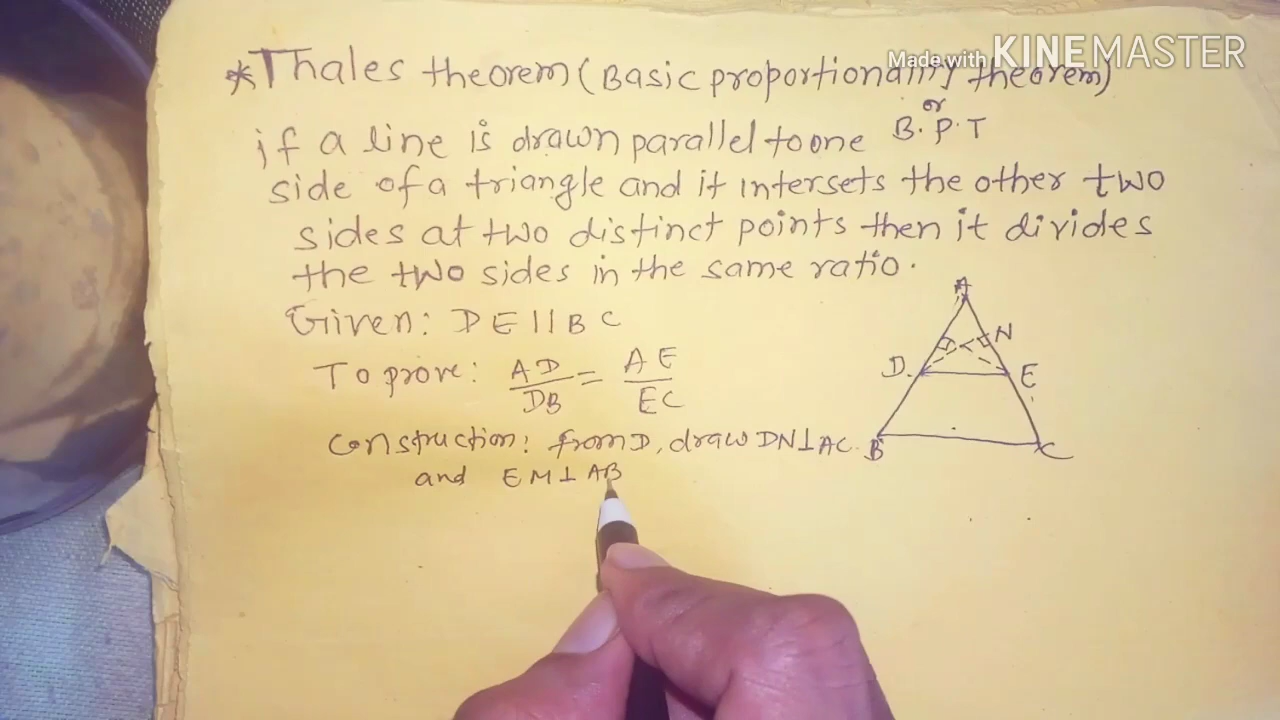 Made with KINEMASTER
*Thales theorem (Basic proportionality theorem)
or
if a line is drawn parallel to one B.P.T
side of a triangle and it intersets the other two
sides at two distinct points then it divides
the two sides in the same ratio.
Given: DE || BC
To prove: AD/DB = AE/EC
Construction: from D, draw DN⊥AC.
and EM⊥AB
A
N
D. E
B C